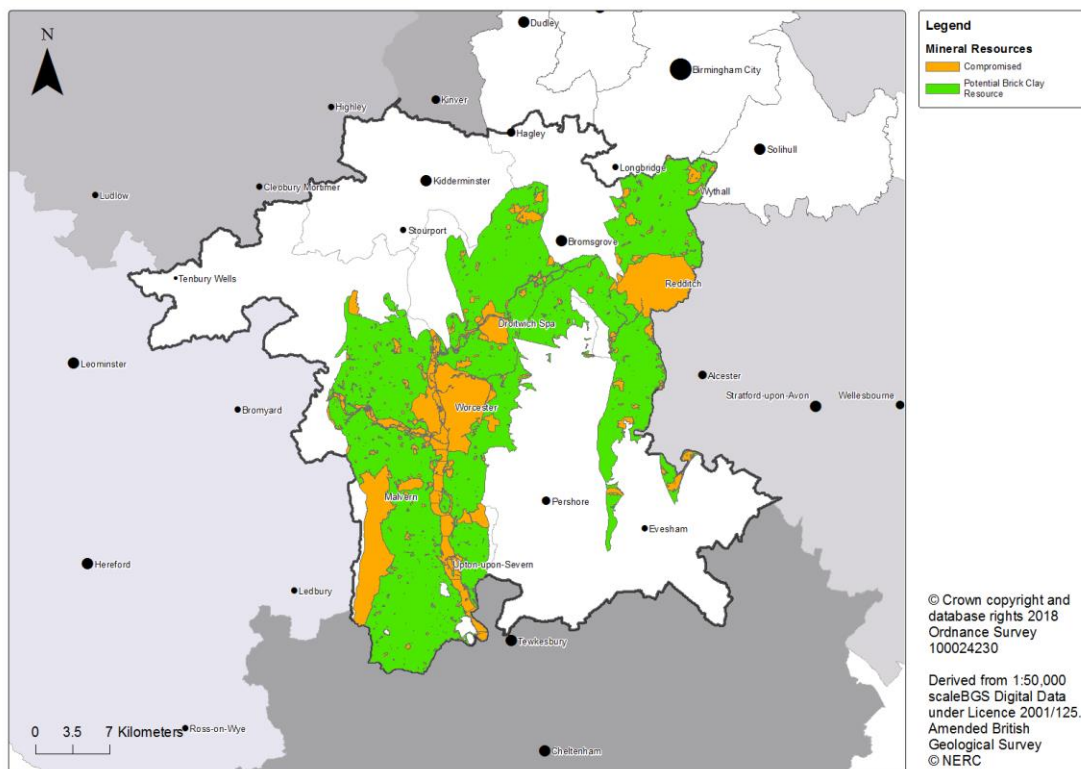 N
Dudley
Birmingham City
Kinver
Highley
Hagley
Solihull
Longbridge
Wythall
Kidderminster
Cleobury Mortimer
Ludlow
Stourport
Bromsgrove
Tenbury Wells
Redditch
Droitwich Spa
Leominster
Alcester
Stratford-upon-Avon
Wellesbourne
Bromyard
Worcester
Malvern
Pershore
Evesham
Hereford
Upton-upon-Severn
Ledbury
Tewkesbury
Ross-on-Wye
Cheltenham
0 3.5 7 Kilometers
Legend
Mineral Resources
Compromised
Potential Brick Clay
Resource
© Crown copyright and
database rights 2018
Ordnance Survey
100024230
Derived from 1:50,000
scaleBGS Digital Data
under Licence 2001/125.
Amended British
Geological Survey
© NERC